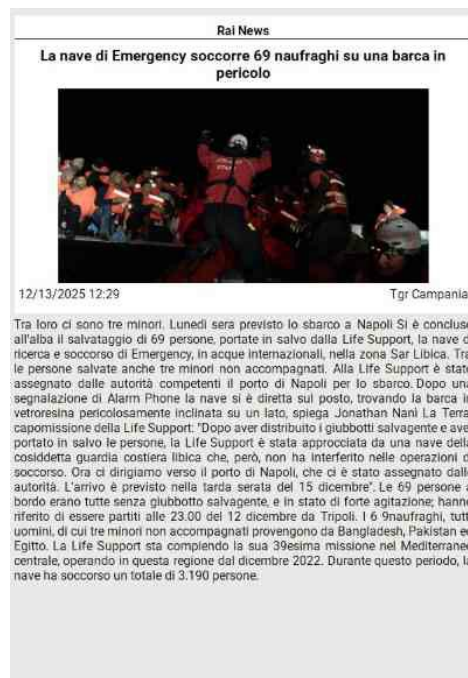 Rai News
La nave di Emergency soccorre 69 naufraghi su una barca in
pericolo
12/13/2025 12:29
Tgr Campania
Tra loro ci sono tre minori. Lunedì sera previsto lo sbarco a Napoli Si è concluso
all'alba il salvataggio di 69 persone, portate in salvo dalla Life Support, la nave d
ricerca e soccorso di Emergency, in acque internazionali, nella zona Sar Libica. Tra
le persone salvate anche tre minori non accompagnati. Alla Life Support è stato
assegnato dalle autorità competenti il porto di Napoli per lo sbarco. Dopo una
segnalazione di Alarm Phone la nave si è diretta sul posto, trovando la barca in
vetroresina pericolosamente inclinata su un lato, spiega Jonathan Nanì La Terra
capomissione della Life Support: "Dopo aver distribuito i giubbotti salvagente e aver
portato in salvo le persone, la Life Support è stata approcciata da una nave della
cosiddetta guardia costiera libica che, però, non ha interferito nelle operazioni d
soccorso. Ora ci dirigiamo verso il porto di Napoli, che ci è stato assegnato dalle
autorità. L'arrivo è previsto nella tarda serata del 15 dicembre". Le 69 persone a
bordo erano tutte senza giubbotto salvagente, e in stato di forte agitazione; hanno
riferito di essere partiti alle 23.00 del 12 dicembre da Tripoli. I 6 9naufraghi, tutt
uomini, di cui tre minori non accompagnati provengono da Bangladesh, Pakistan ed
Egitto. La Life Support sta compiendo la sua 39esima missione nel Mediterraneo
centrale, operando in questa regione dal dicembre 2022. Durante questo periodo, la
nave ha soccorso un totale di 3.190 persone.